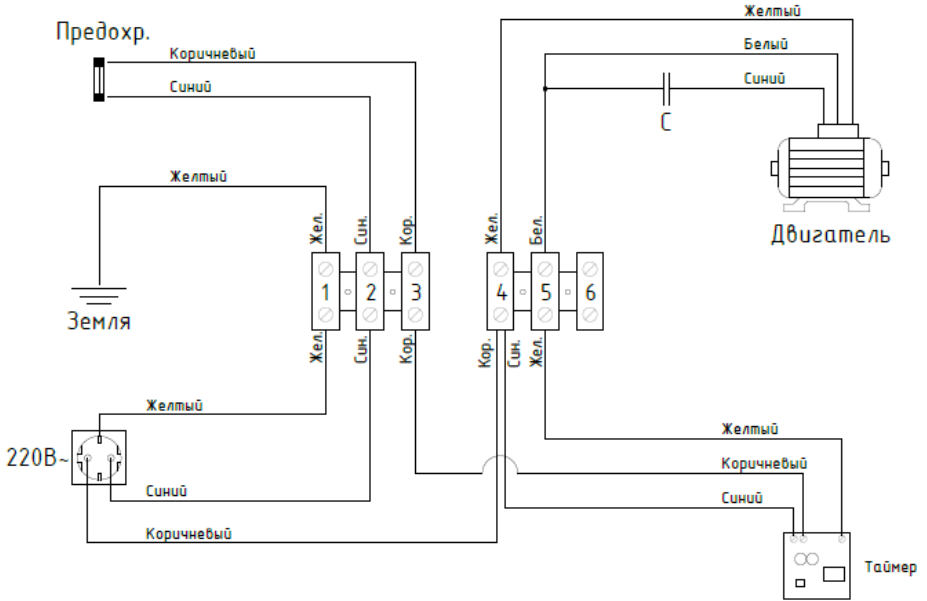 Желтый
Предохр.
Белый
Коричневый
Синий
Синий
С
Желтый
Двигатель
Жел.
Син.
Кор.
Жел.
Бел.
1
2
3
4
5
6
Земля
Жел.
Син.
Кор.
Кор.
Син.
Жел.
Желтый
Желтый
220В~
Коричневый
Синий
Синий
Коричневый
Таймер